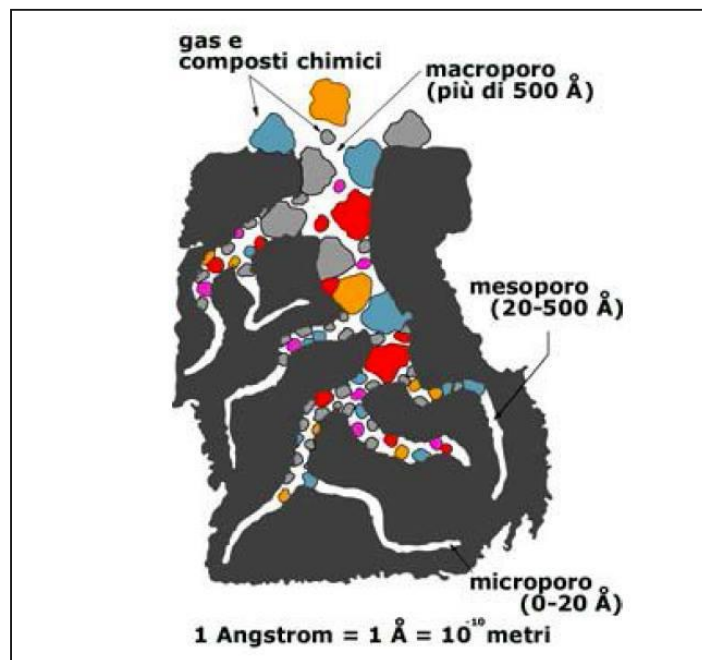 gas e
composti chimici
macroporo
(più di 500 Å)
mesoporo
(20-500 Å)
microporo
(0-20 Å)
1 Angstrom = 1 Å = 10⁻¹⁰ metri